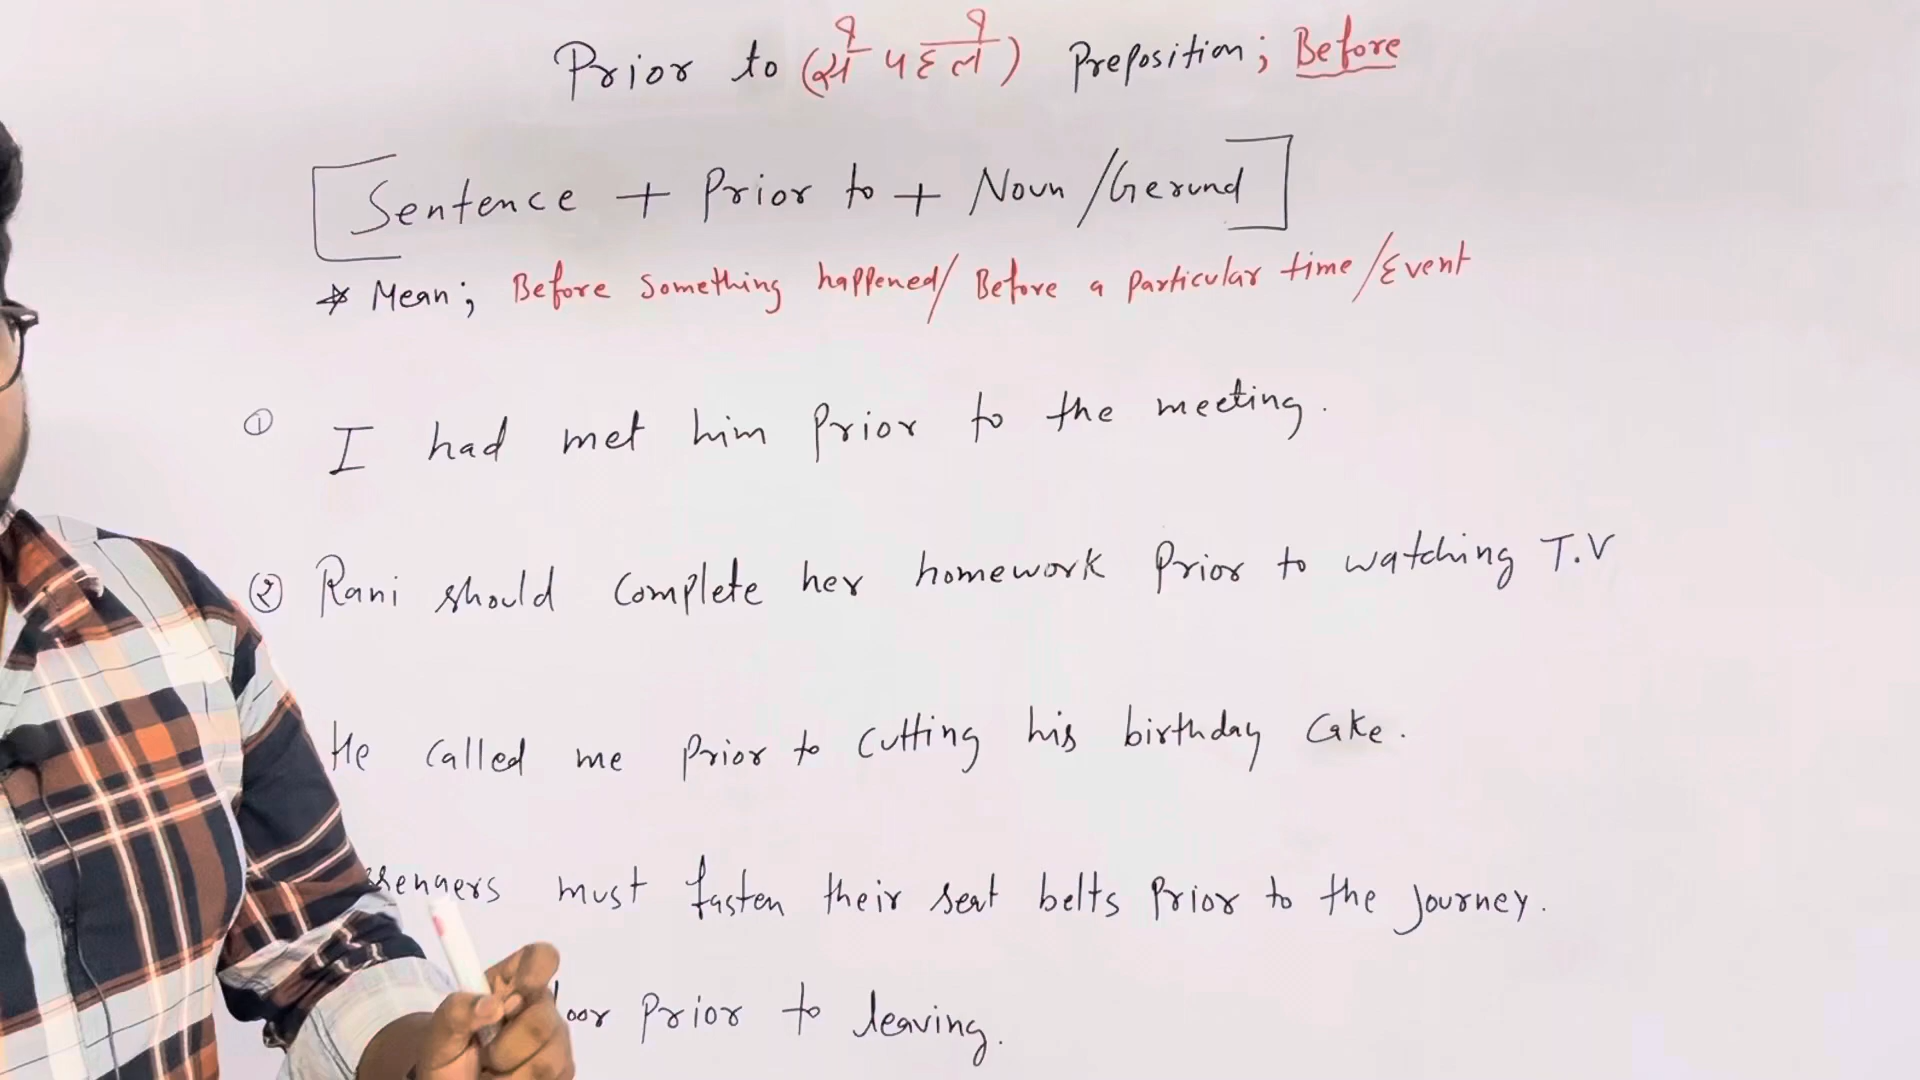 Prior to (से पहले) Preposition; Before
[Sentence + Prior to + Noun/Gerund]
* Mean; Before something happened/ Before a particular time/Event
① I had met him prior to the meeting.
② Rani should complete her homework prior to watching T.V
He called me prior to cutting his birthday cake.
must fasten their seat belts prior to the journey.
prior to leaving.